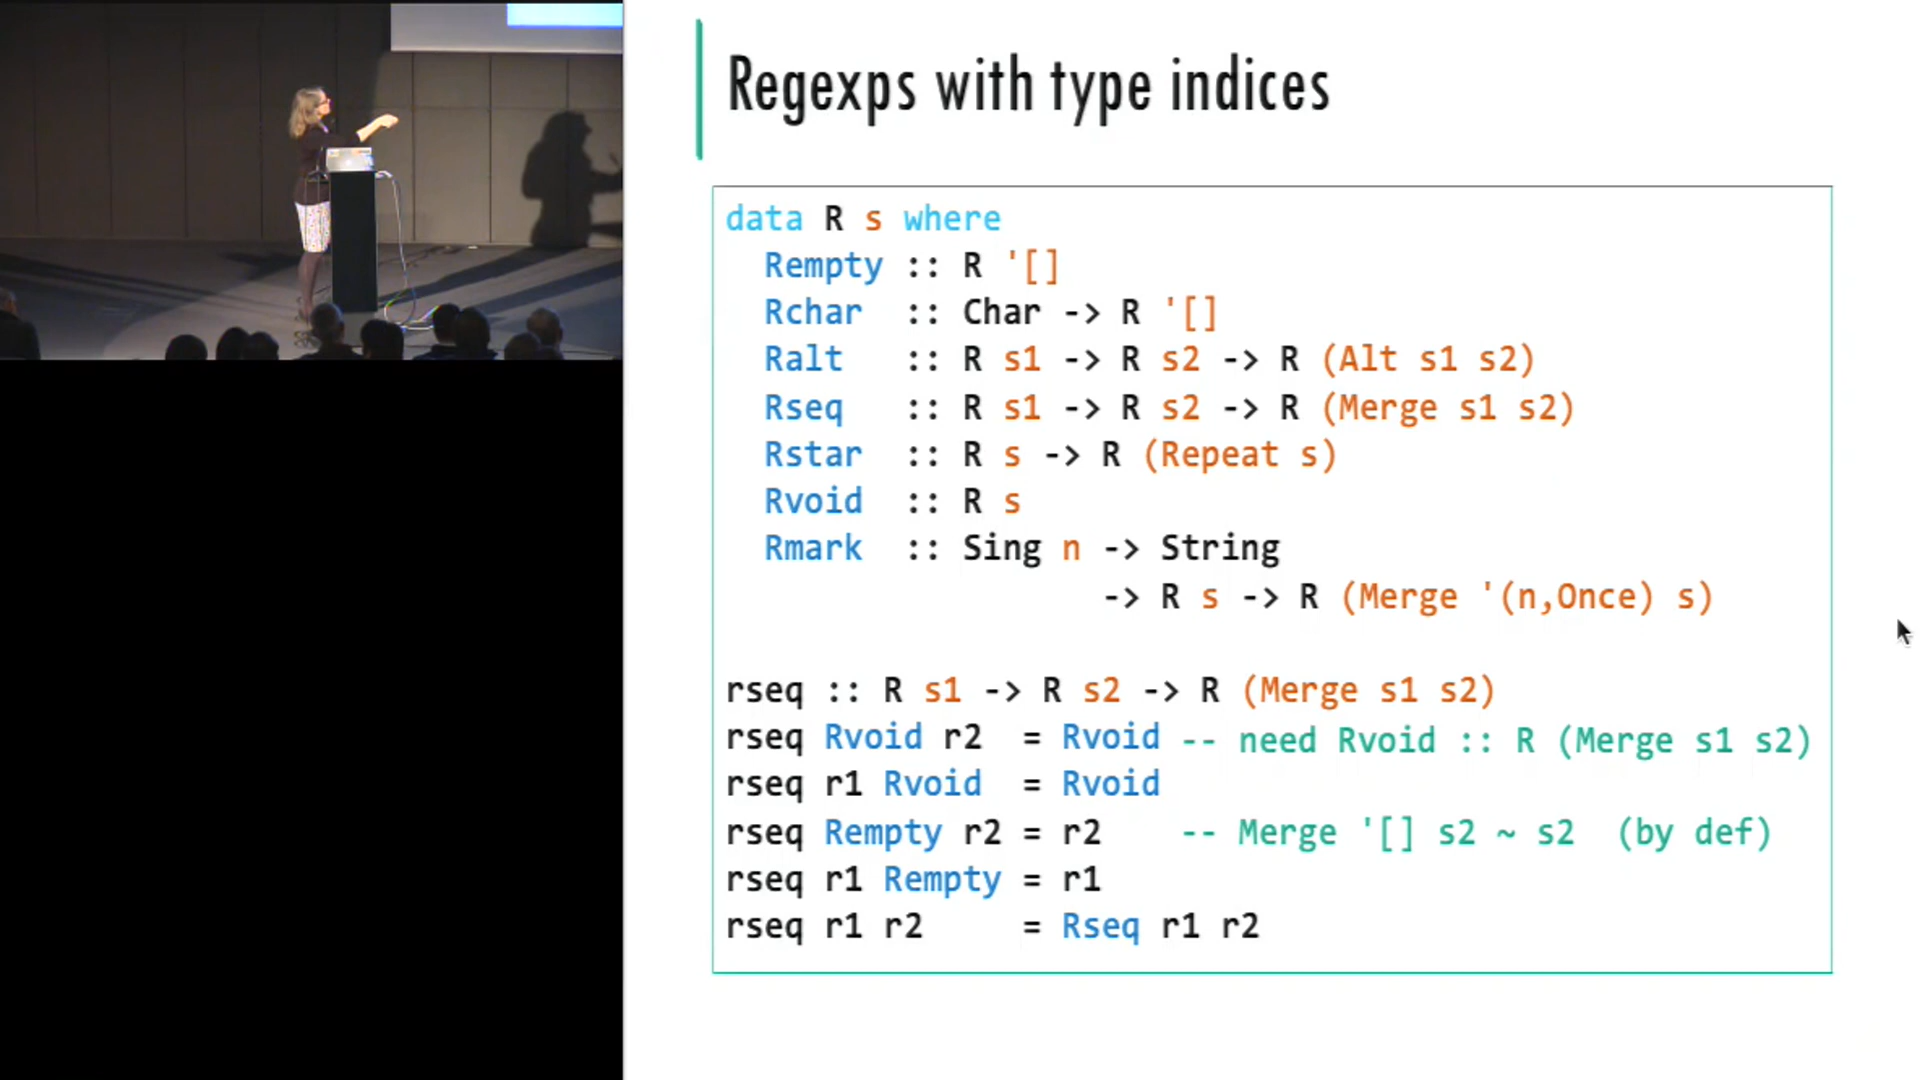 Regexps with type indices
data R s where
Rempty :: R '[]
Rchar :: Char -> R '[]
Ralt :: R s1 -> R s2 -> R (Alt s1 s2)
Rseq :: R s1 -> R s2 -> R (Merge s1 s2)
Rstar :: R s -> R (Repeat s)
Rvoid :: R s
Rmark :: Sing n -> String
-> R s -> R (Merge '(n,Once) s)
rseq :: R s1 -> R s2 -> R (Merge s1 s2)
rseq Rvoid r2 = Rvoid -- need Rvoid :: R (Merge s1 s2)
rseq r1 Rvoid = Rvoid
rseq Rempty r2 = r2 -- Merge '[] s2 ~ s2 (by def)
rseq r1 Rempty = r1
rseq r1 r2 = Rseq r1 r2